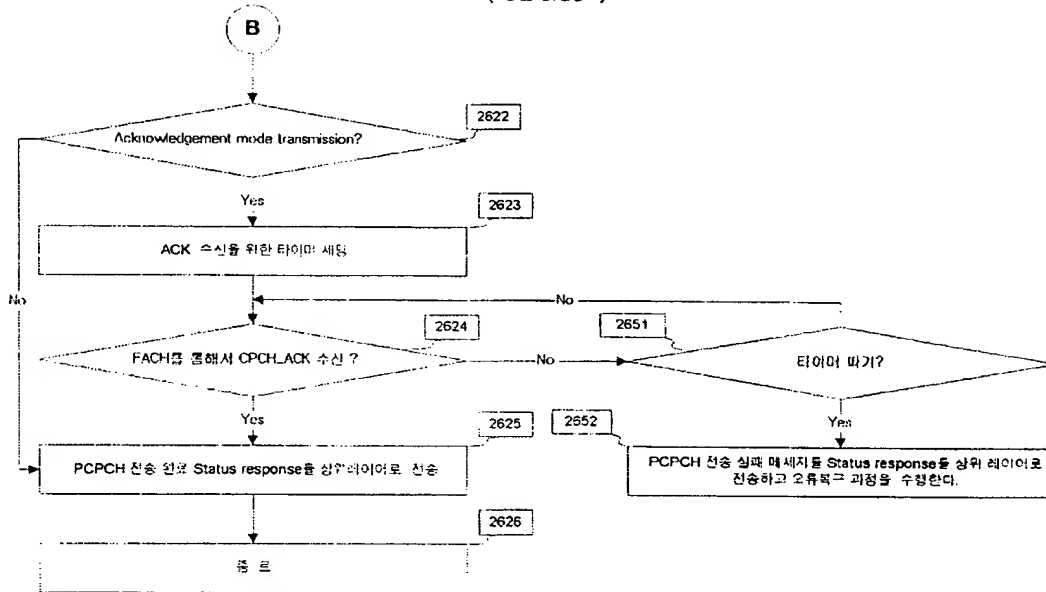 B
2622
Acknowledgement mode transmission?
Yes
2623
ACK 수신을 위한 타이머 세팅
No
No
2624
2651
FACH를 통해서 CPCH_ACK 수신 ?
No
타이머
Yes
Yes
2625
2652
PCPCH 전송 완료 Status response를 상위레이어로 전송
PCPCH 전송 실패 메세지를 Status response를 상위 레이어로
전송하고 오류복구 과정을 수행한다.
2626
종 료